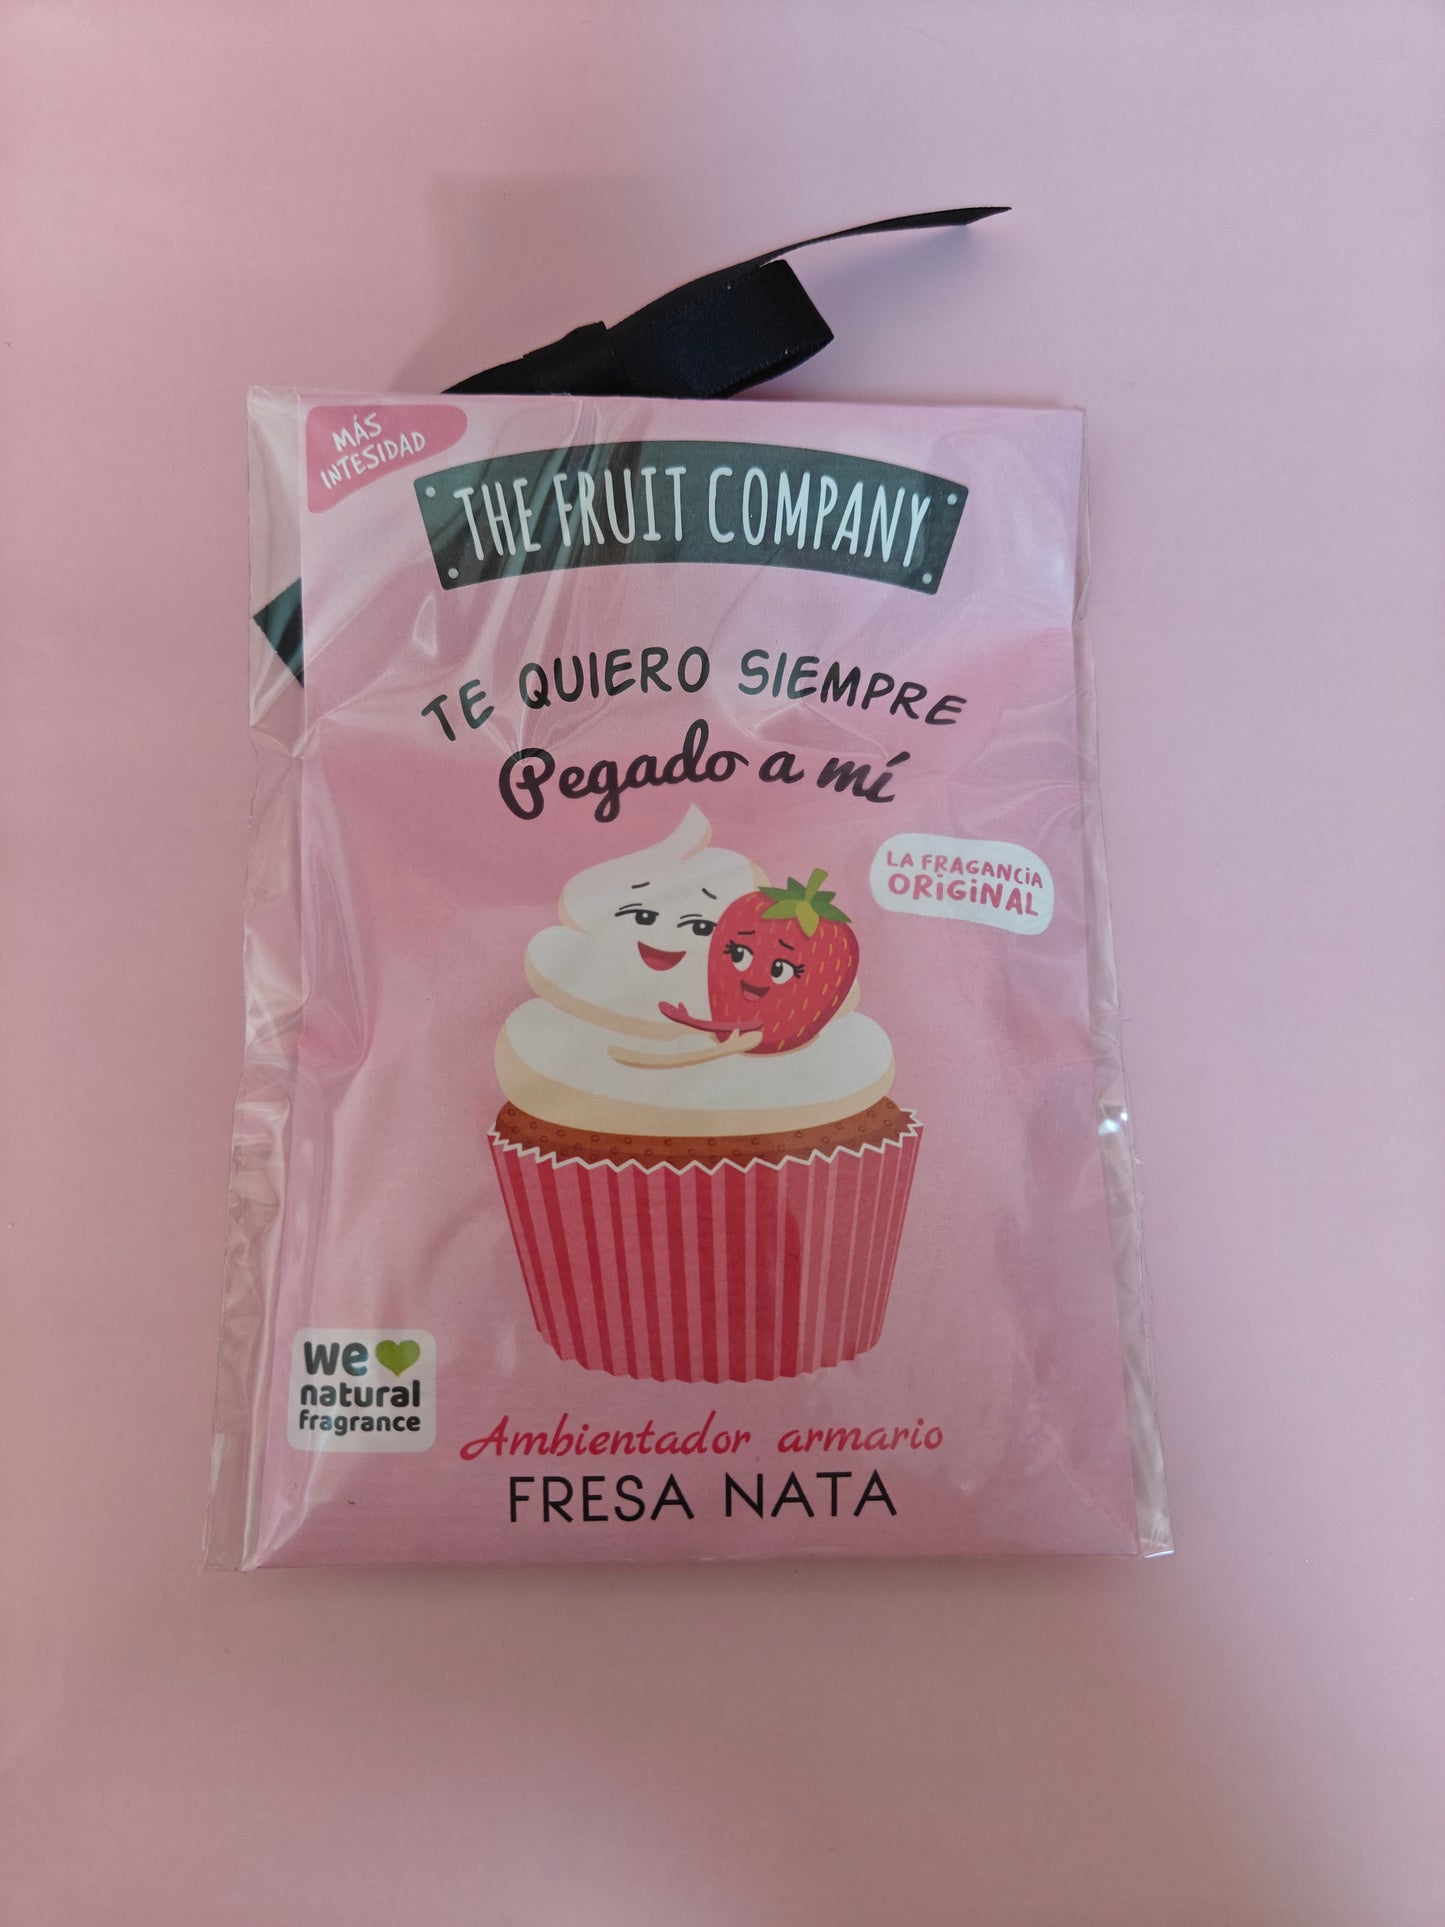 MÁS
INTESIDAD
THE FRUIT COMPANY
TE QUIERO SIEMPRE
Pegado a mí
LA FRAGANCiA
ORiGiNAL
we
natural
fragrance
Ambientador armario
FRESA NATA